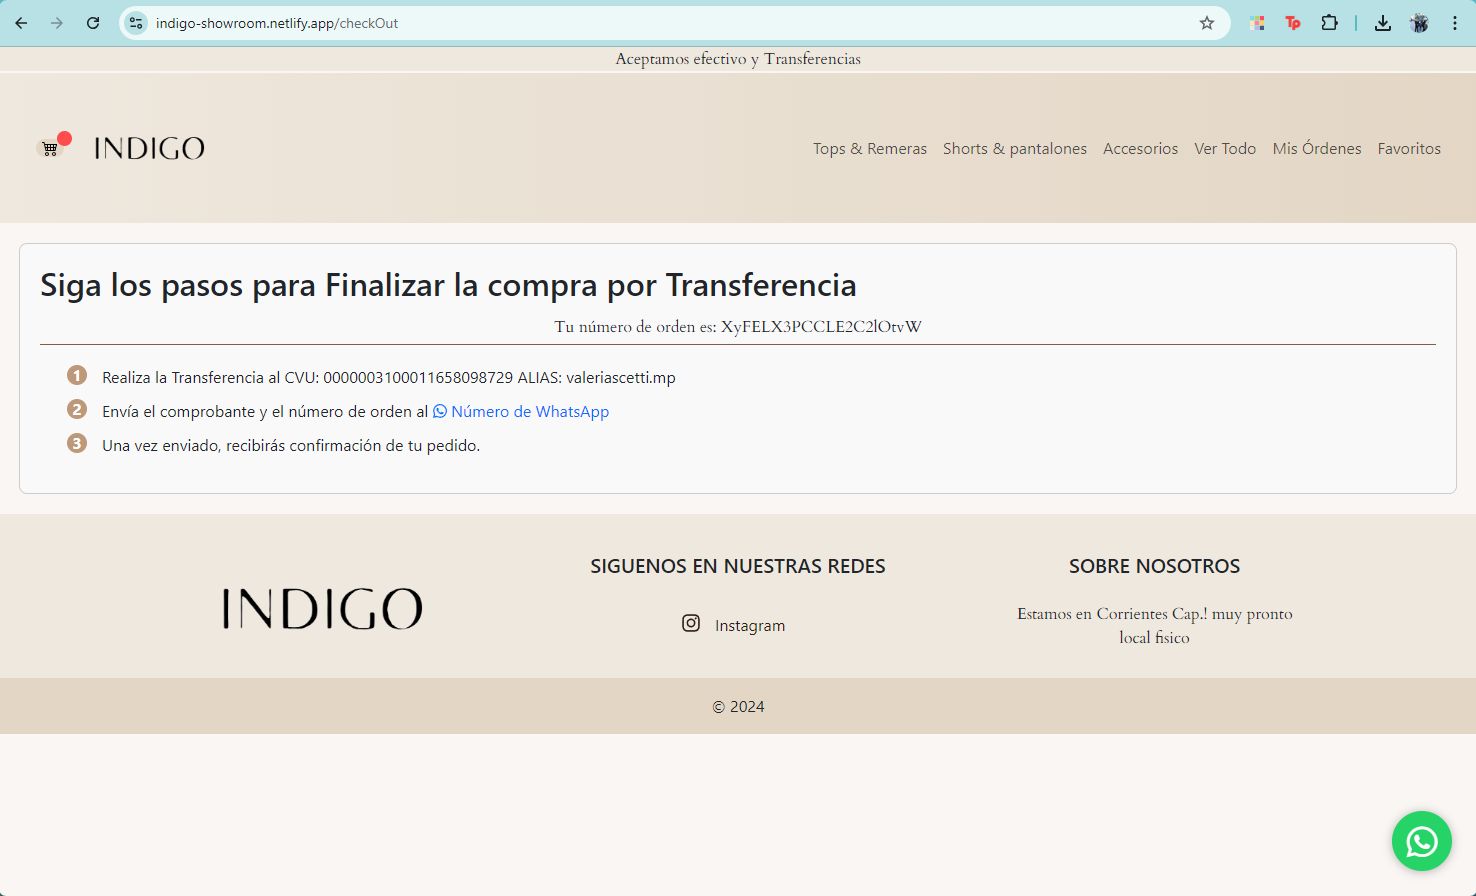 indigo-showroom.netlify.app/checkOut
Tp
Aceptamos efectivo y Transferencias
INDIGO
Tops & Remeras Shorts & pantalones Accesorios Ver Todo Mis Órdenes Favoritos
Siga los pasos para Finalizar la compra por Transferencia
Tu número de orden es: XyFELX3PCCLE2C2lOtvW
1 Realiza la Transferencia al CVU: 0000003100011658098729 ALIAS: valeriascetti.mp
2 Envía el comprobante y el número de orden al Número de WhatsApp
3 Una vez enviado, recibirás confirmación de tu pedido.
INDIGO
SIGUENOS EN NUESTRAS REDES
Instagram
SOBRE NOSOTROS
Estamos en Corrientes Cap.! muy pronto
local fisico
© 2024